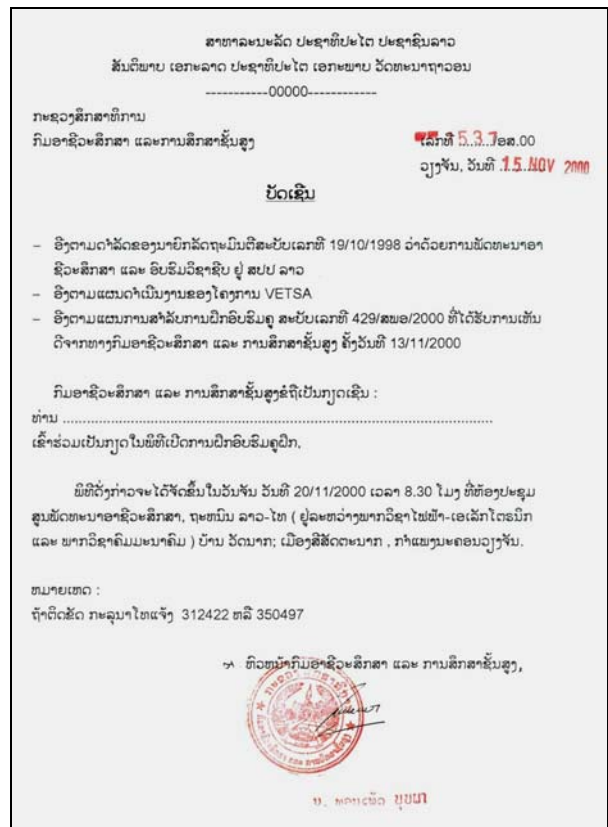 ສາທາລະນະລັດ ປະຊາທິປະໄຕ ປະຊາຊົນລາວ
ສັນຕິພາບ ເອກະລາດ ປະຊາທິປະໄຕ ເອກະພາບ ວັດທະນາຖາວອນ
-----------00000------------
ກະຊວງສຶກສາທິການ
ກົມອາຊີວະສຶກສາ ແລະການສຶກສາຊັ້ນສູງ
ເລກທີ 5.3.7ອສ.00
ວຽງຈັນ, ວັນທີ .15.NOV 2000
ບັດເຊີນ
– ອີງຕາມດຳລັດຂອງນາຍົກລັດຖະມົນຕີສະບັບເລກທີ 19/10/1998 ວ່າດ້ວຍການພັດທະນາອາ
ຊີວະສຶກສາ ແລະ ອົບຮົມວິຊາຊີບ ຢູ່ ສປປ ລາວ
– ອີງຕາມແຜນດຳເນີນງານຂອງໂຄງການ VETSA
– ອີງຕາມແຜນການສຳລັບການຝຶກອົບຮົມຄູ ສະບັບເລກທີ 429/ສພອ/2000 ທີ່ໄດ້ຮັບການເຫັນ
ດີຈາກທາງກົມອາຊີວະສຶກສາ ແລະ ການສຶກສາຊັ້ນສູງ ຄັ້ງວັນທີ 13/11/2000
ກົມອາຊີວະສຶກສາ ແລະ ການສຶກສາຊັ້ນສູງຂໍຖືເປັນກຽດເຊີນ :
ທ່ານ ........................................................................................................
ເຂົ້າຮ່ວມເປັນກຽດໃນພິທີເປີດການຝຶກອົບຮົມຄູຝຶກ,
ພິທີດັ່ງກ່າວຈະໄດ້ຈັດຂຶ້ນໃນວັນຈັນ ວັນທີ 20/11/2000 ເວລາ 8.30 ໂມງ ທີ່ຫ້ອງປະຊຸມ
ສູນພັດທະນາອາຊີວະສຶກສາ, ຖະຫນົນ ລາວ-ໄທ ( ຢູ່ລະຫວ່າງພາກວິຊາໄຟຟ້າ-ເອເລັກໂຕຣນິກ
ແລະ ພາກວິຊາຄົມມະນາຄົມ ) ບ້ານ ວັດນາກ; ເມືອງສີສັດຕະນາກ , ກຳແພງນະຄອນວຽງຈັນ.
ຫມາຍເຫດ :
ຖ້າຕິດຂັດ ກະລຸນາໂທແຈ້ງ 312422 ຫລື 350497
ຫົວຫນ້າກົມອາຊີວະສຶກສາ ແລະ ການສຶກສາຊັ້ນສູງ,